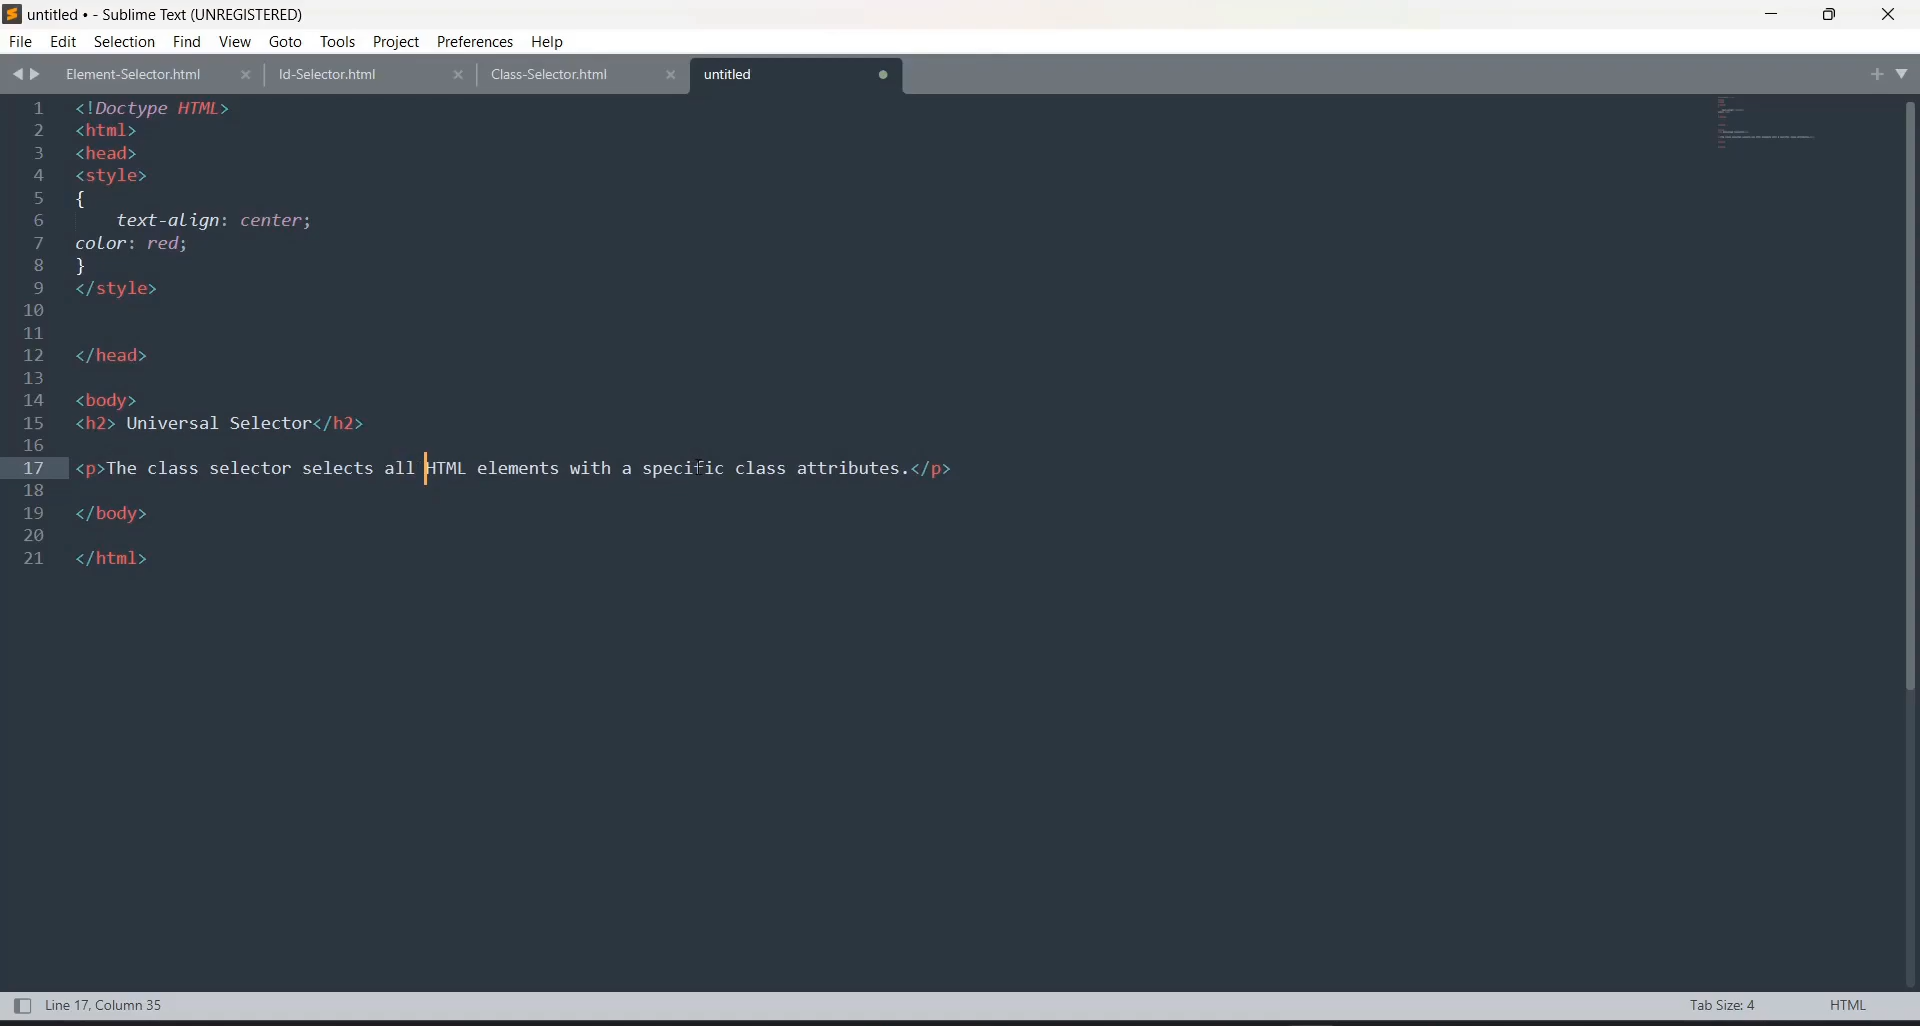 untitled • - Sublime Text (UNREGISTERED)
File Edit Selection Find View Goto Tools Project Preferences Help
Element-Selector.html Id-Selector.html Class-Selector.html untitled
1 <!Doctype HTML>
2 <html>
3 <head>
4 <style>
5 {
6 text-align: center;
7 color: red;
8 }
9 </style>
10
11
12 </head>
13
14 <body>
15 <h2> Universal Selector</h2>
16
17 <p>The class selector selects all HTML elements with a specific class attributes.</p>
18
19 </body>
20
21 </html>
Line 17, Column 35 Tab Size: 4 HTML